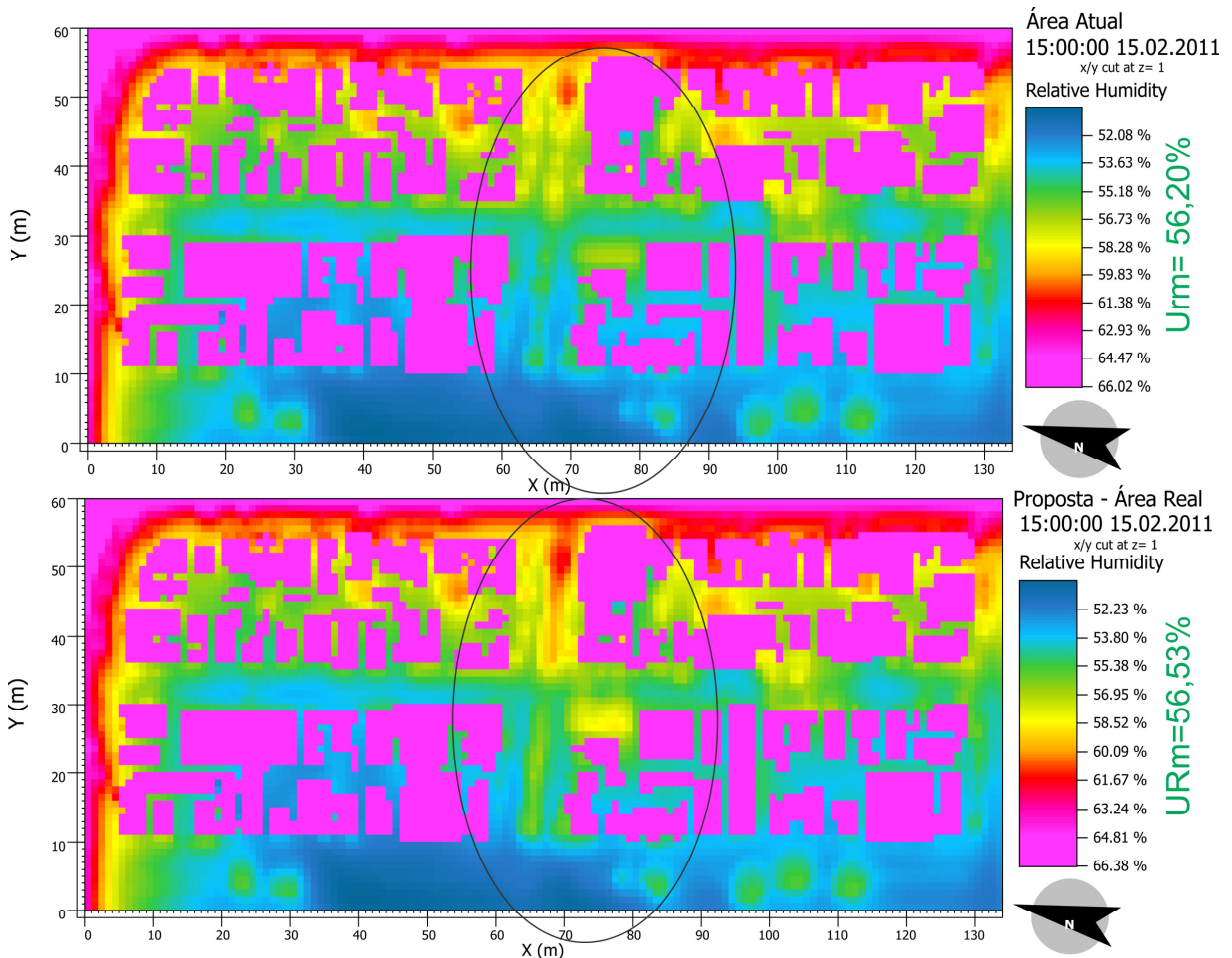 Área Atual
15:00:00 15.02.2011
x/y cut at z= 1
Relative Humidity
52.08 %
53.63 %
55.18 %
56.73 %
58.28 %
59.83 %
61.38 %
62.93 %
64.47 %
66.02 %
Urm= 56,20%
N
60
50
40
30
20
10
0
Y (m)
0 10 20 30 40 50 60 70 80 90 100 110 120 130
X (m)
Proposta - Área Real
15:00:00 15.02.2011
x/y cut at z= 1
Relative Humidity
52.23 %
53.80 %
55.38 %
56.95 %
58.52 %
60.09 %
61.67 %
63.24 %
64.81 %
66.38 %
URm=56,53%
N
60
50
40
30
20
10
0
Y (m)
0 10 20 30 40 50 60 70 80 90 100 110 120 130
X (m)